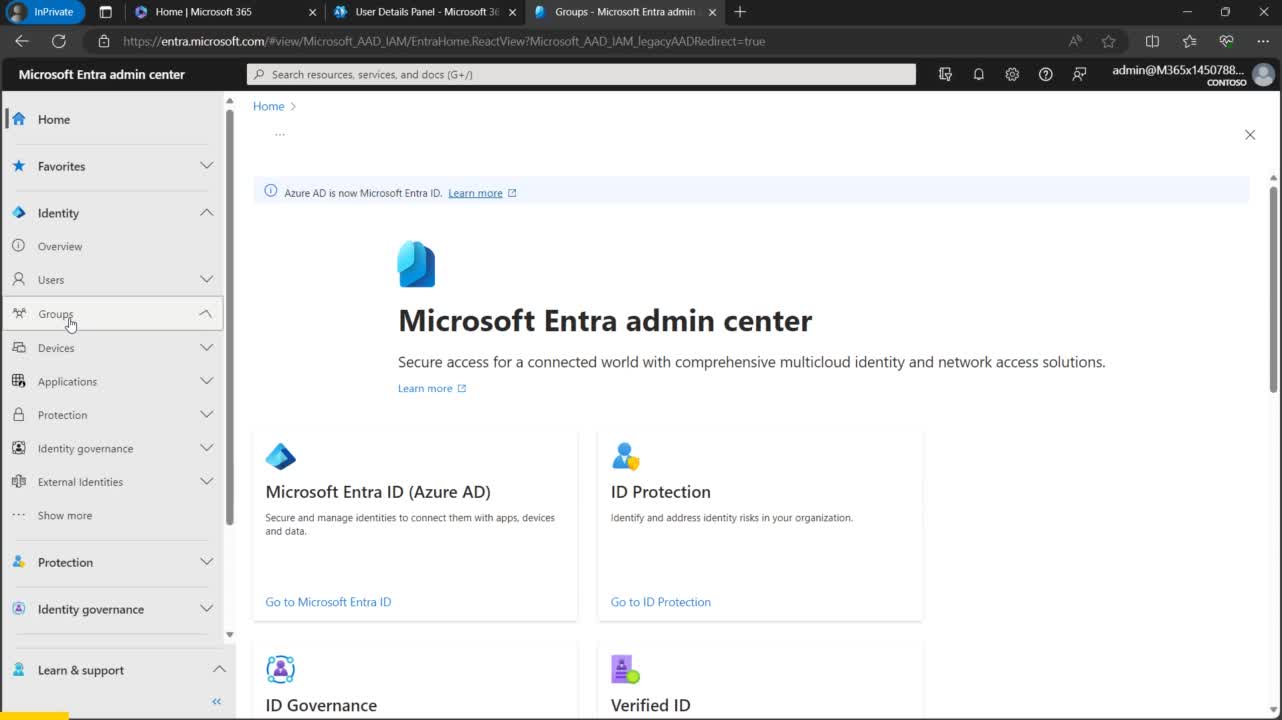 InPrivate
Home | Microsoft 365
User Details Panel - Microsoft 36
Groups - Microsoft Entra admin
https://entra.microsoft.com/#view/Microsoft_AAD_IAM/EntraHome.ReactView?Microsoft_AAD_IAM_legacyAADRedirect=true
Microsoft Entra admin center
Search resources, services, and docs (G+/)
admin@M365x1450788...
CONTOSO
Home
Favorites
Identity
Overview
Users
Groups
Devices
Applications
Protection
Identity governance
External Identities
Show more
Protection
Identity governance
Learn & support
Home
...
Azure AD is now Microsoft Entra ID. Learn more
Microsoft Entra admin center
Secure access for a connected world with comprehensive multicloud identity and network access solutions.
Learn more
Microsoft Entra ID (Azure AD)
Secure and manage identities to connect them with apps, devices
and data.
Go to Microsoft Entra ID
ID Protection
Identify and address identity risks in your organization.
Go to ID Protection
ID Governance
Verified ID